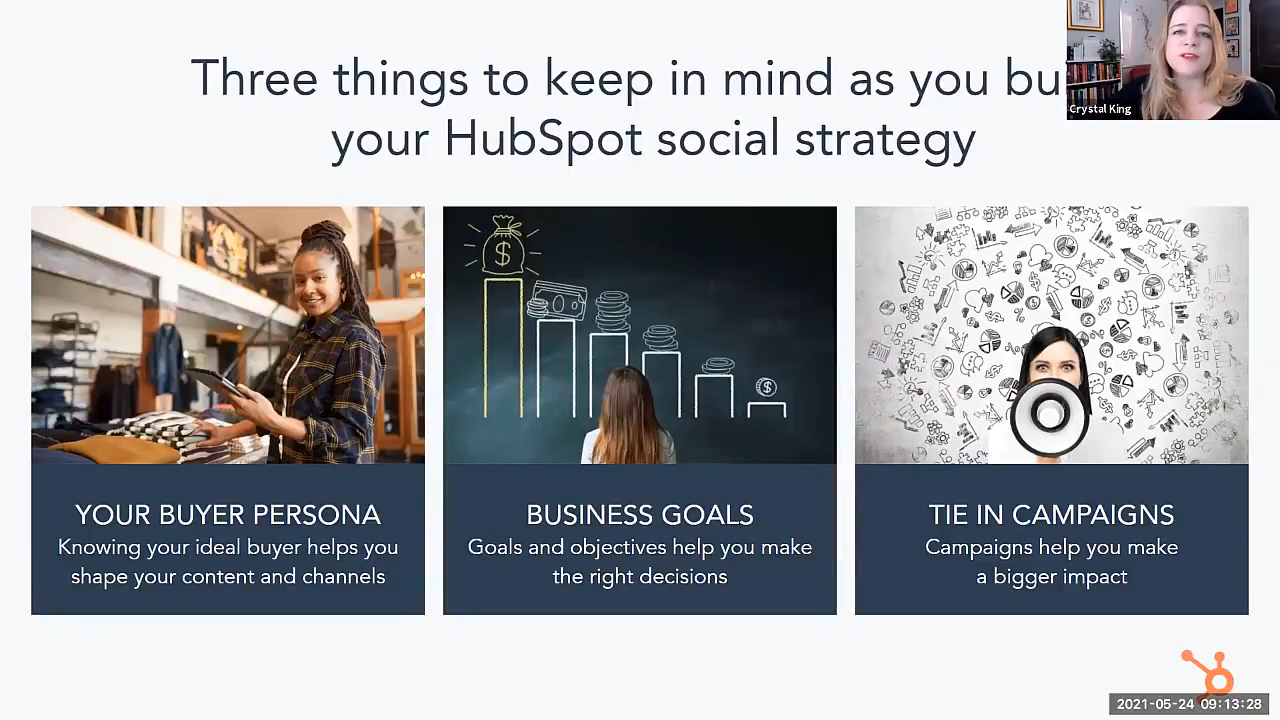 Three things to keep in mind as you bu
your HubSpot social strategy
Crystal King
YOUR BUYER PERSONA
Knowing your ideal buyer helps you
shape your content and channels
BUSINESS GOALS
Goals and objectives help you make
the right decisions
TIE IN CAMPAIGNS
Campaigns help you make
a bigger impact
2021-05-24 09:13:28